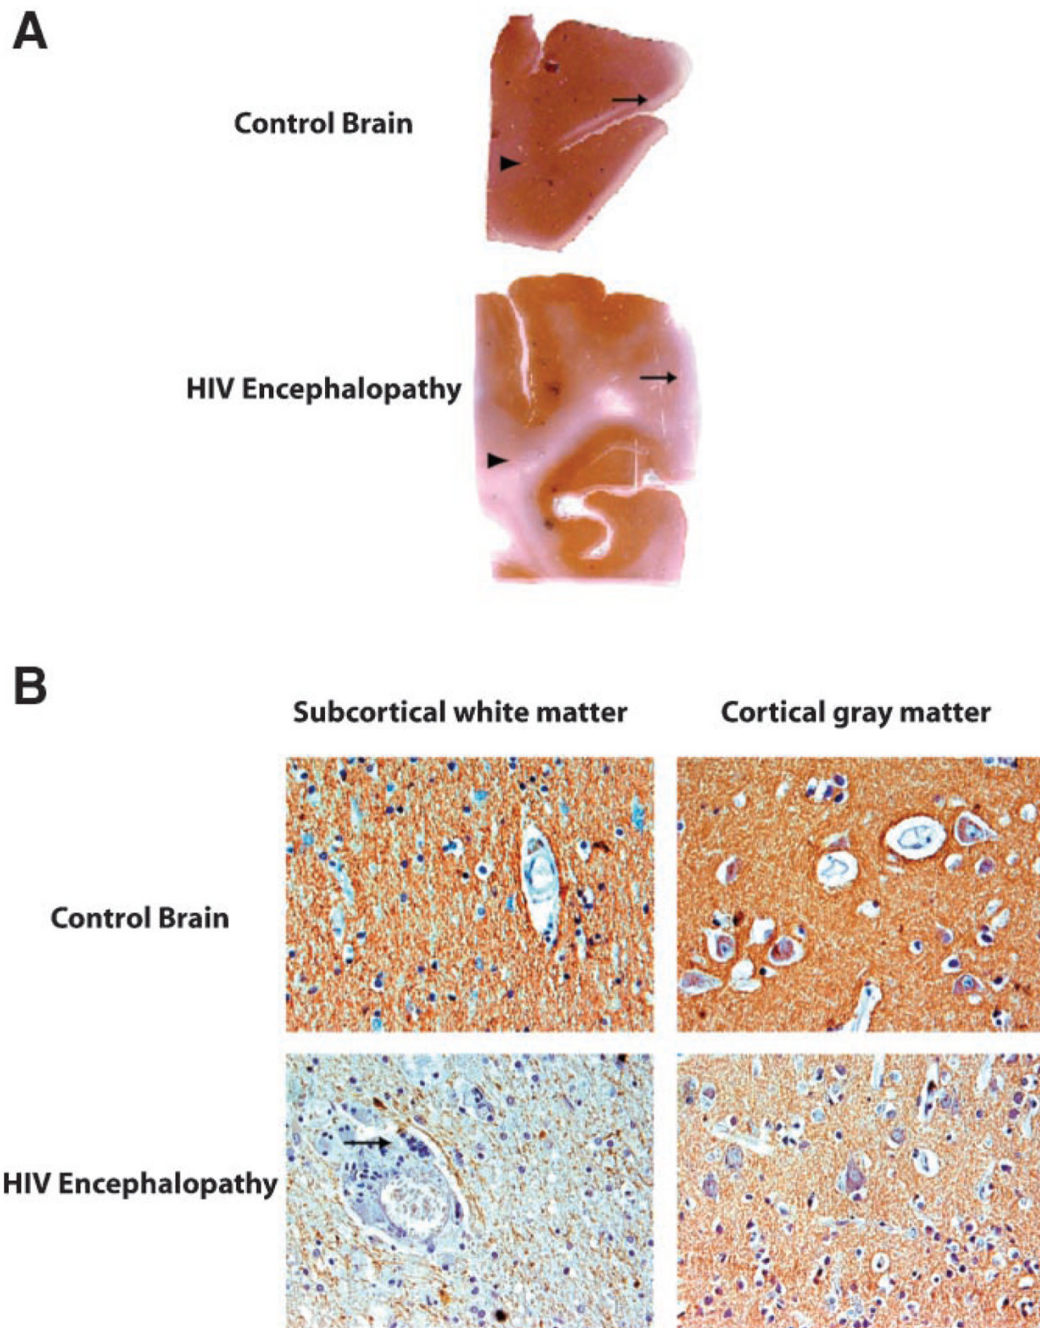 A
Control Brain
HIV Encephalopathy
B
Subcortical white matter
Cortical gray matter
Control Brain
HIV Encephalopathy